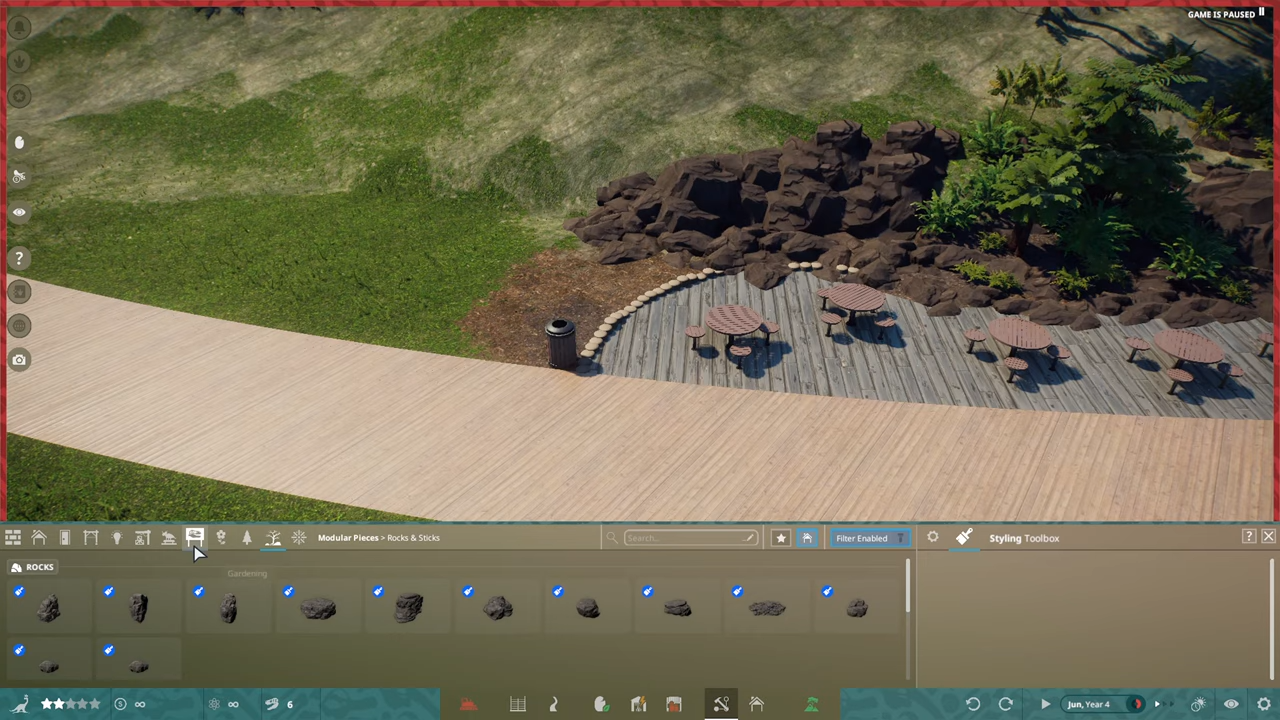 GAME IS PAUSED
?
Modular Pieces > Rocks & Sticks
Search...
Filter Enabled
Styling Toolbox
?
Gardening
ROCKS
$ ∞
∞
6
Jun, Year 4